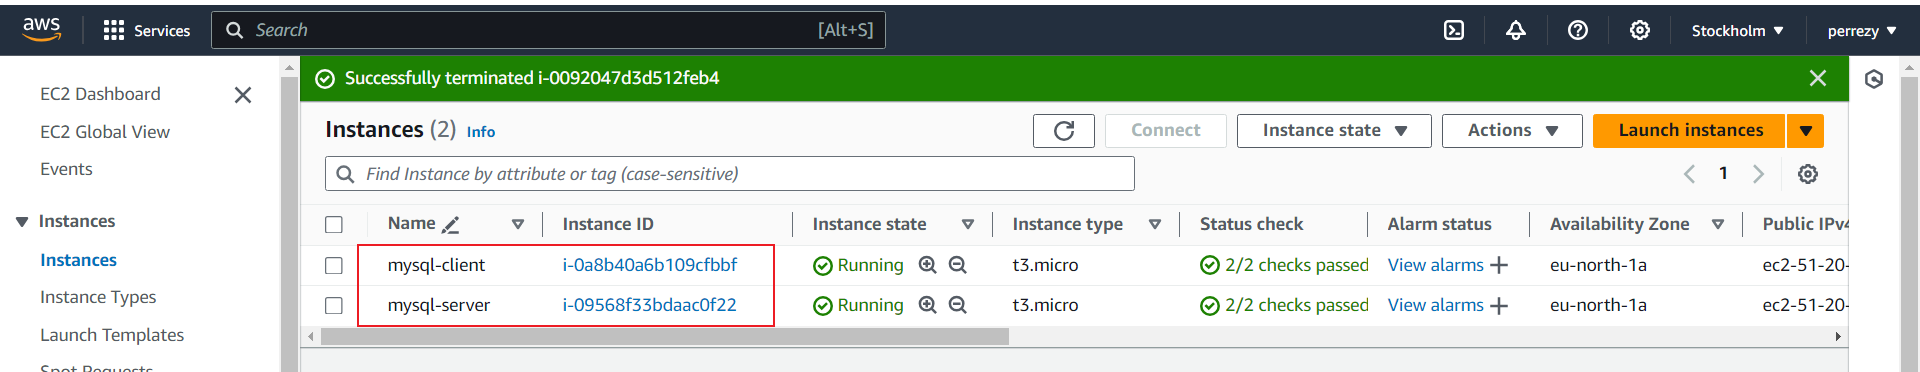 aws Services Search [Alt+S] Stockholm perrezy
Successfully terminated i-0092047d3d512feb4
EC2 Dashboard
EC2 Global View
Events
Instances
Instances
Instance Types
Launch Templates
Spot Requests
Instances (2) Info Connect Instance state Actions Launch instances
Find Instance by attribute or tag (case-sensitive) 1
Name Instance ID Instance state Instance type Status check Alarm status Availability Zone Public IPv4
mysql-client i-0a8b40a6b109cfbbf Running t3.micro 2/2 checks passed View alarms + eu-north-1a ec2-51-20-
mysql-server i-09568f33bdaac0f22 Running t3.micro 2/2 checks passed View alarms + eu-north-1a ec2-51-20-